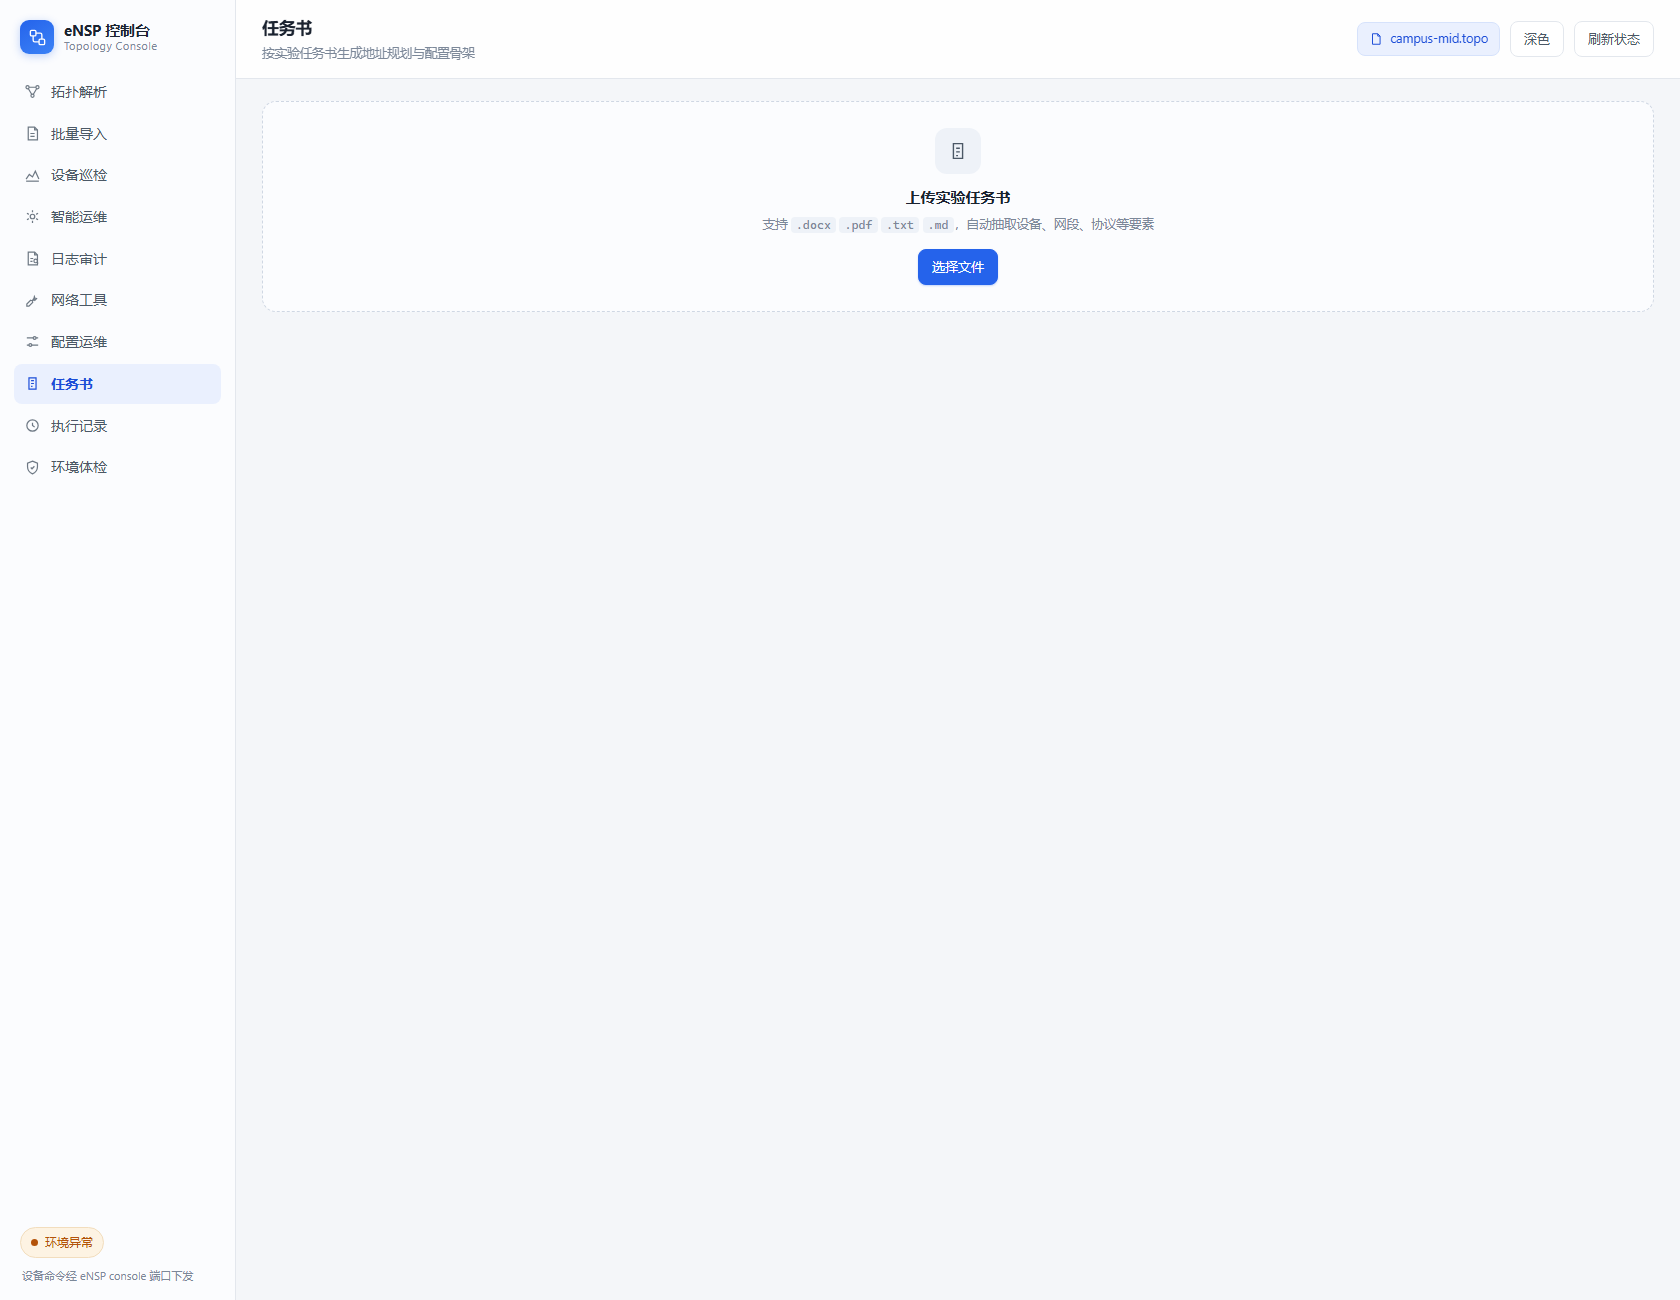 eNSP 控制台
Topology Console
拓扑解析
批量导入
设备巡检
智能运维
日志审计
网络工具
配置运维
任务书
执行记录
环境体检
环境异常
设备命令经 eNSP console 端口下发
任务书
按实验任务书生成地址规划与配置骨架
campus-mid.topo
深色
刷新状态
上传实验任务书
支持 .docx .pdf .txt .md，自动抽取设备、网段、协议等要素
选择文件